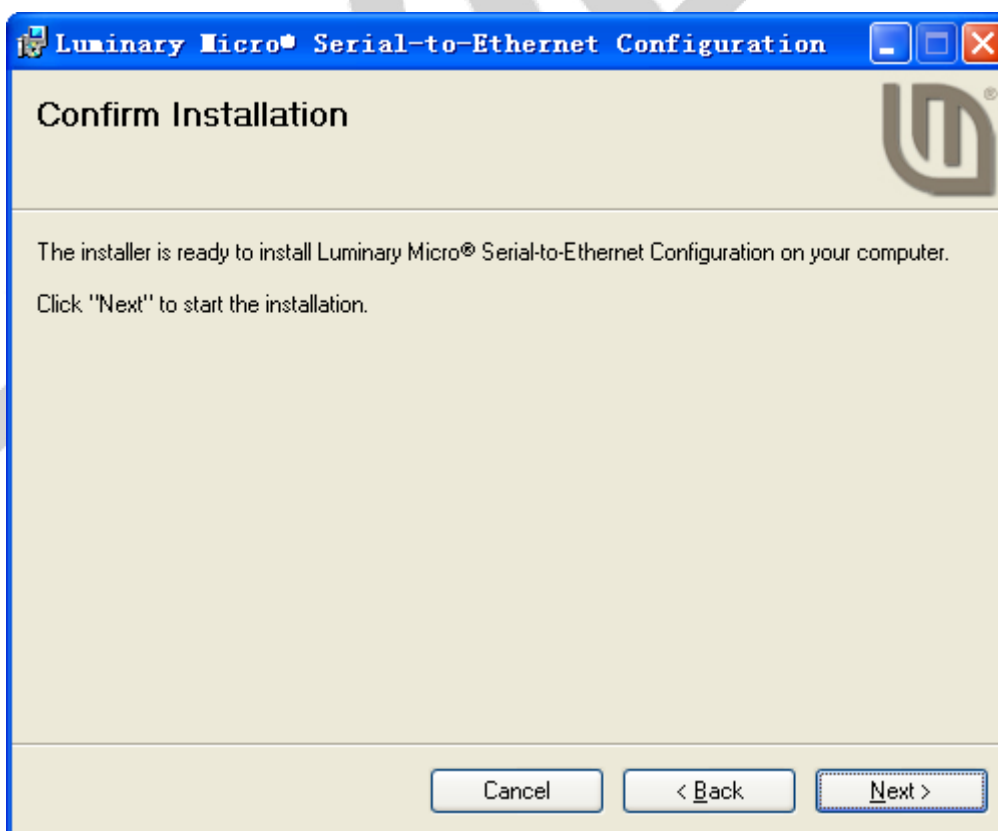 Luminary Micro® Serial-to-Ethernet Configuration
Confirm Installation
The installer is ready to install Luminary Micro® Serial-to-Ethernet Configuration on your computer.
Click "Next" to start the installation.
Cancel
< Back
Next >